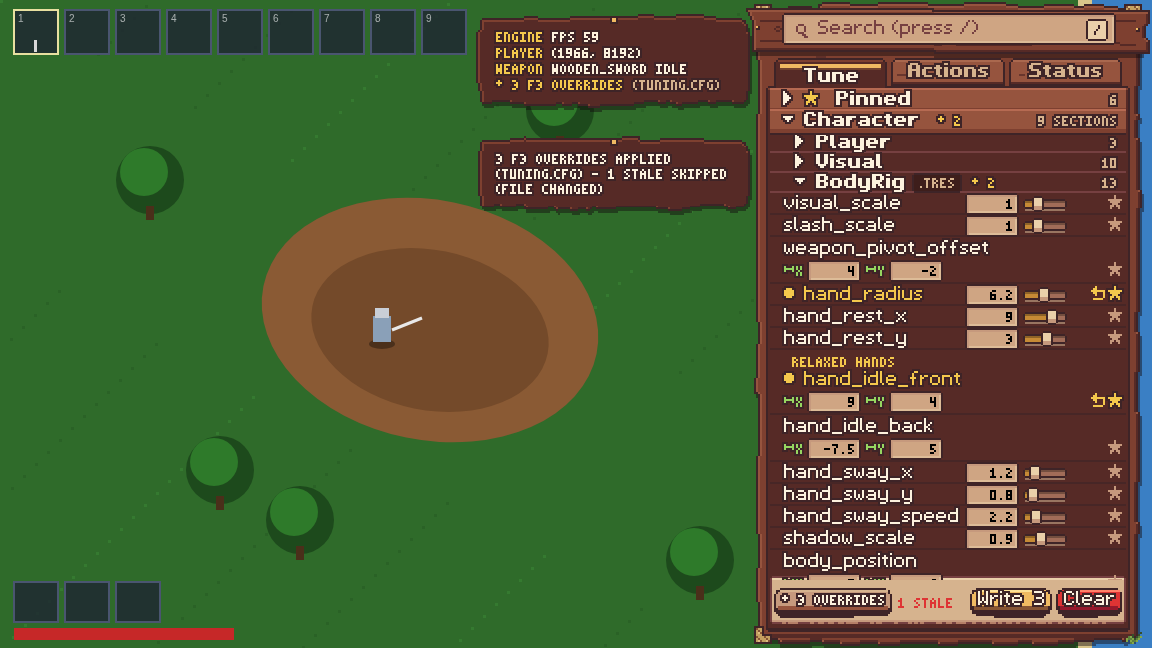 1 2 3 4 5 6 7 8 9
ENGINE FPS 59
PLAYER (1966, 8192)
WEAPON WOODEN_SWORD IDLE
+ 3 F3 OVERRIDES (TUNING.CFG)
3 F3 OVERRIDES APPLIED
(TUNING.CFG) - 1 STALE SKIPPED
(FILE CHANGED)
Search (press /) /
Tune Actions Status
Pinned 6
Character + 2 9 SECTIONS
Player 3
Visual 10
BodyRig .TRES + 2 13
visual_scale 1
slash_scale 1
weapon_pivot_offset
X 4 Y -2
hand_radius 6.2
hand_rest_x 9
hand_rest_y 3
RELAXED HANDS
hand_idle_front
X 9 Y 4
hand_idle_back
X -7.5 Y 5
hand_sway_x 1.2
hand_sway_y 0.8
hand_sway_speed 2.2
shadow_scale 0.9
body_position
+ 3 OVERRIDES 1 STALE Write 3 Clear